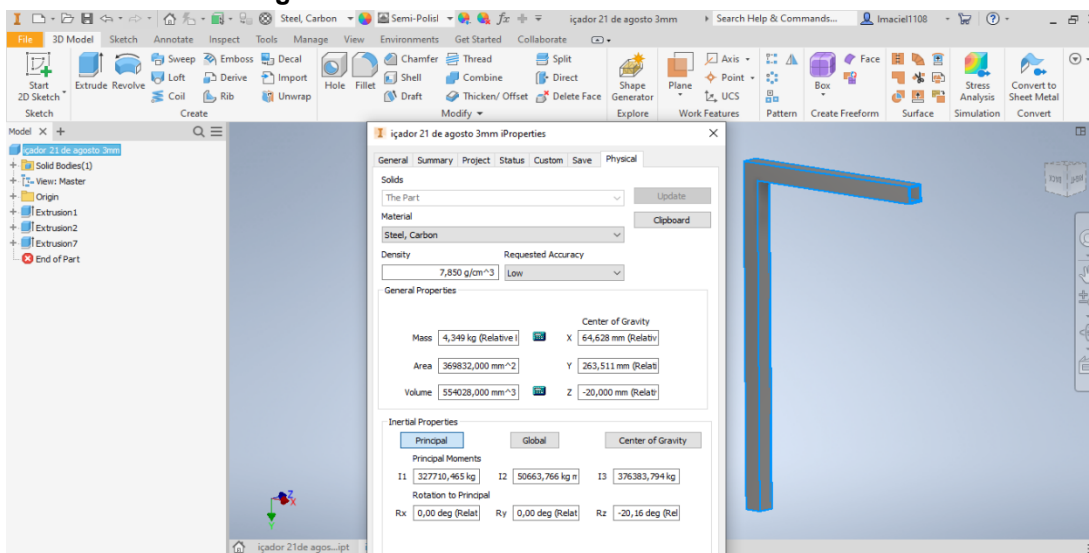 Steel, Carbon Semi-Polisl fx içador 21 de agosto 3mm Search Help & Commands... lmaciel1108
File 3D Model Sketch Annotate Inspect Tools Manage View Environments Get Started Collaborate
Start 2D Sketch Extrude Revolve Sweep Emboss Decal Hole Fillet Chamfer Thread Split Shape Generator Plane Axis Box Face Stress Analysis Convert to Sheet Metal
Loft Derive Import Shell Combine Direct Point
Coil Rib Unwrap Draft Thicken/ Offset Delete Face UCS
Sketch Create Modify Explore Work Features Pattern Create Freeform Surface Simulation Convert
Model
içador 21 de agosto 3mm
Solid Bodies(1)
View: Master
Origin
Extrusion1
Extrusion2
Extrusion7
End of Part
içador 21 de agosto 3mm iProperties
General Summary Project Status Custom Save Physical
Solids
The Part Update
Material Clipboard
Steel, Carbon
Density Requested Accuracy
7,850 g/cm^3 Low
General Properties
Center of Gravity
Mass 4,349 kg (Relative I X 64,628 mm (Relativ
Area 369832,000 mm^2 Y 263,511 mm (Relati
Volume 554028,000 mm^3 Z -20,000 mm (Relati
Inertial Properties
Principal Global Center of Gravity
Principal Moments
I1 327710,465 kg I2 50663,766 kg m I3 376383,794 kg
Rotation to Principal
Rx 0,00 deg (Relat Ry 0,00 deg (Relat Rz -20,16 deg (Rel
Z
X
Y
içador 21de agos...ipt